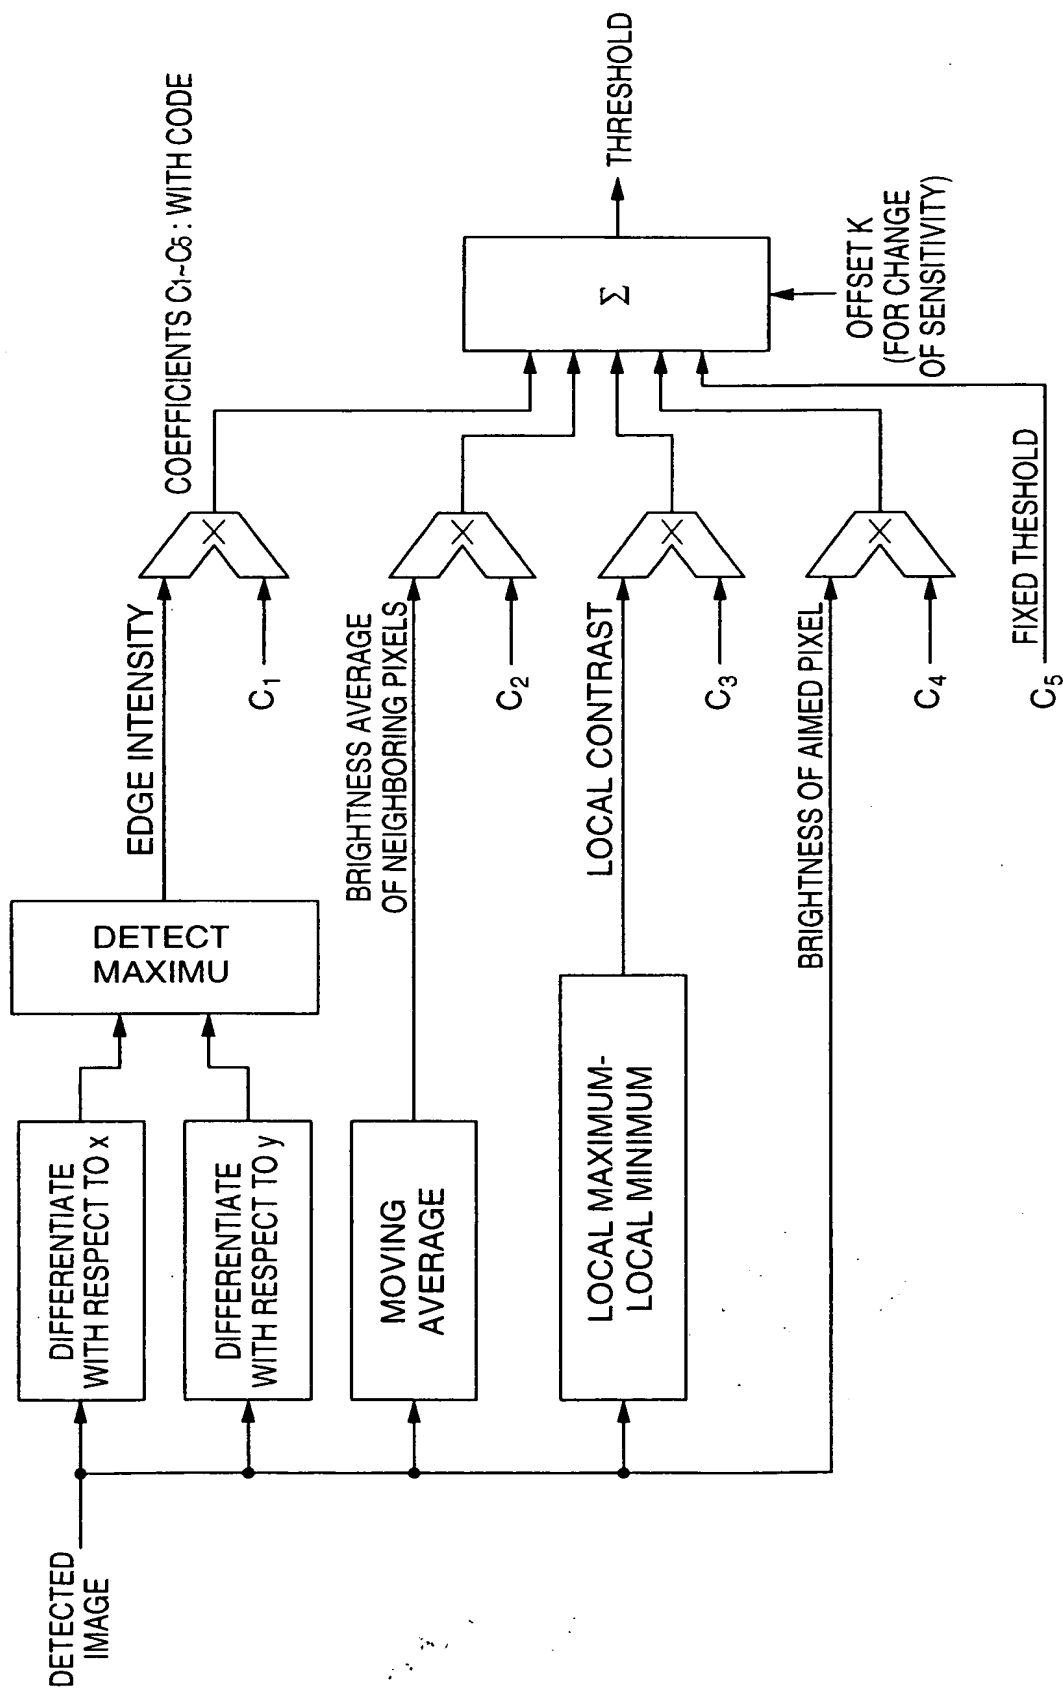 DETECTED
IMAGE
DIFFERENTIATE
WITH RESPECT TO x
DIFFERENTIATE
WITH RESPECT TO y
MOVING
AVERAGE
LOCAL MAXIMUM-
LOCAL MINIMUM
DETECT
MAXIMU
EDGE INTENSITY
C1
BRIGHTNESS AVERAGE
OF NEIGHBORING PIXELS
C2
LOCAL CONTRAST
C3
BRIGHTNESS OF AIMED PIXEL
C4
C5
FIXED THESHOLD
×
×
×
×
COEFFICIENTS C1~C5 : WITH CODE
Σ
OFFSET K
(FOR CHANGE
OF SENSITIVITY)
THRESHOLD